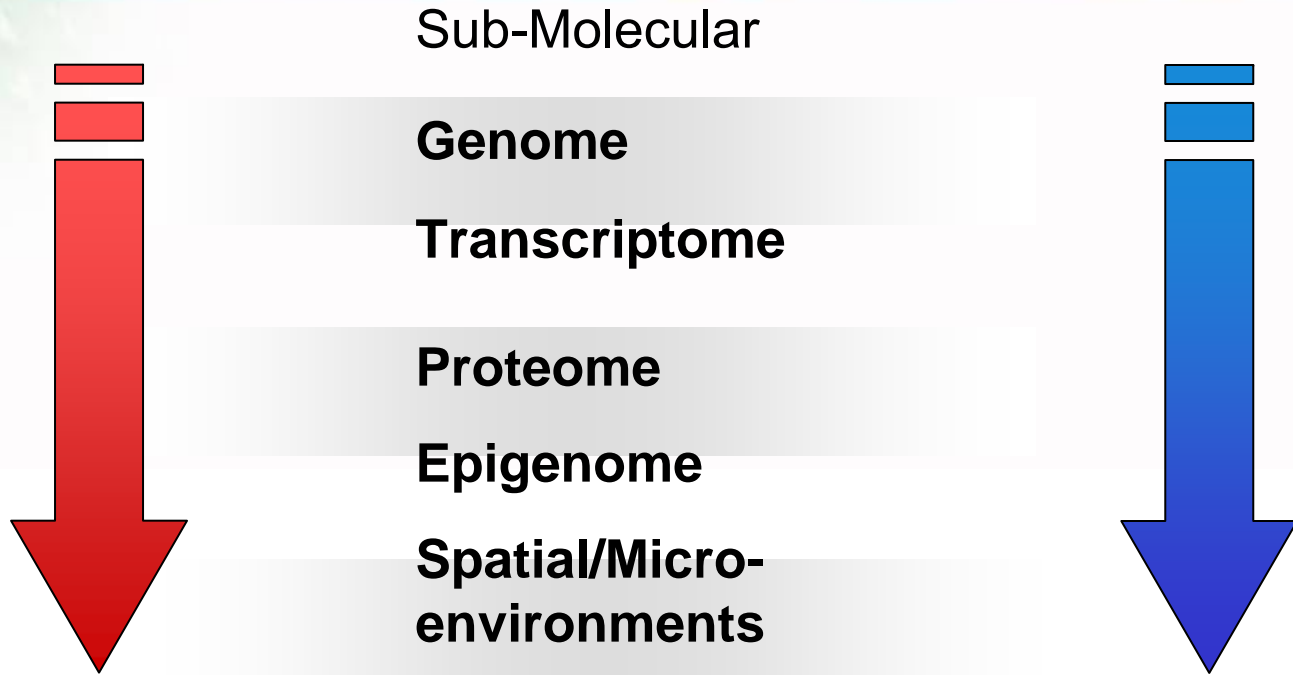 Sub-Molecular
Genome
Transcriptome
Proteome
Epigenome
Spatial/Micro-
environments